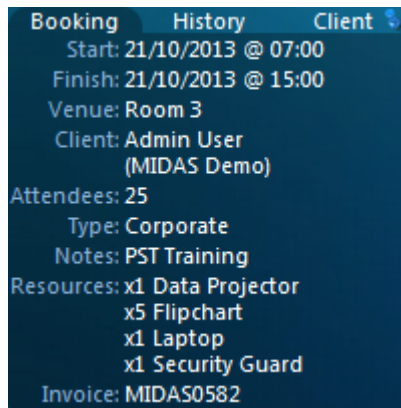 Booking History Client
Start: 21/10/2013 @ 07:00
Finish: 21/10/2013 @ 15:00
Venue: Room 3
Client: Admin User
(MIDAS Demo)
Attendees: 25
Type: Corporate
Notes: PST Training
Resources: x1 Data Projector
x5 Flipchart
x1 Laptop
x1 Security Guard
Invoice: MIDAS0582